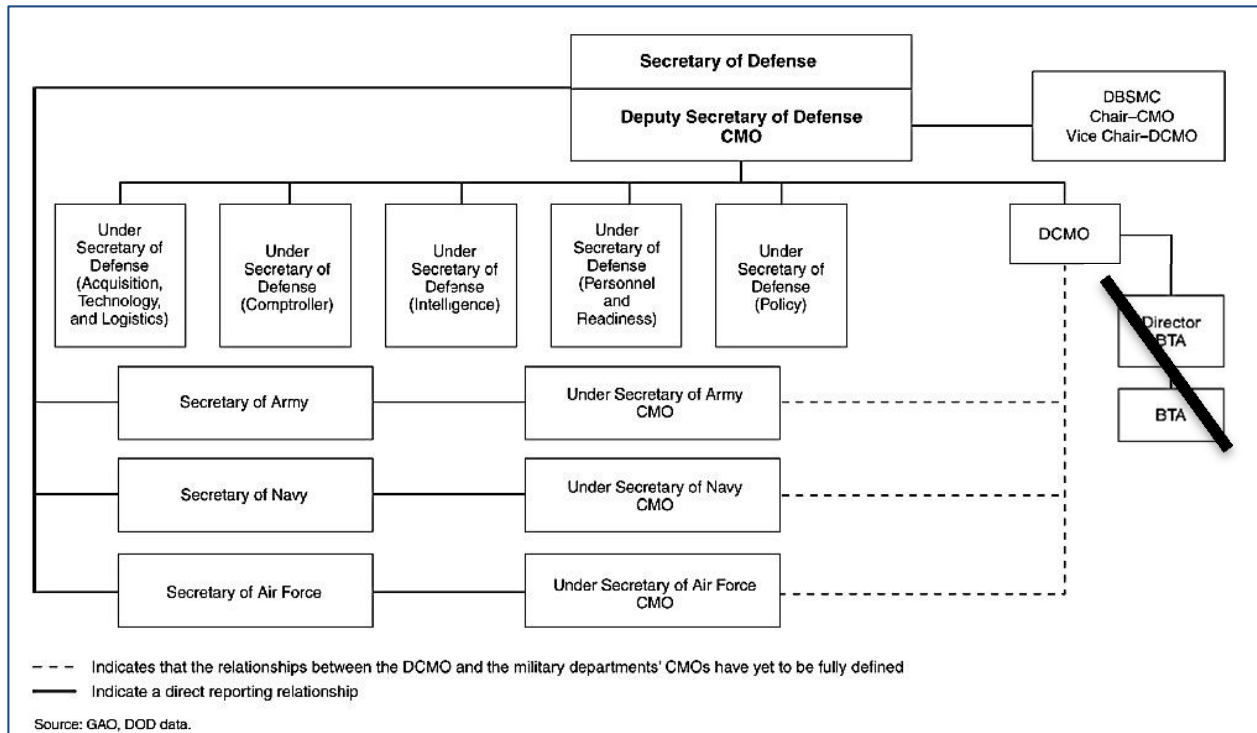 Secretary of Defense
Deputy Secretary of Defense
CMO
DBSMC
Chair–CMO
Vice Chair–DCMO
Under
Secretary of
Defense
(Acquisition,
Technology,
and Logistics)
Under
Secretary of
Defense
(Comptroller)
Under
Secretary of
Defense
(Intelligence)
Under
Secretary of
Defense
(Personnel
and
Readiness)
Under
Secretary of
Defense
(Policy)
DCMO
Director
BTA
BTA
Secretary of Army
Under Secretary of Army
CMO
Secretary of Navy
Under Secretary of Navy
CMO
Secretary of Air Force
Under Secretary of Air Force
CMO
Indicates that the relationships between the DCMO and the military departments' CMOs have yet to be fully defined
Indicate a direct reporting relationship
Source: GAO, DOD data.